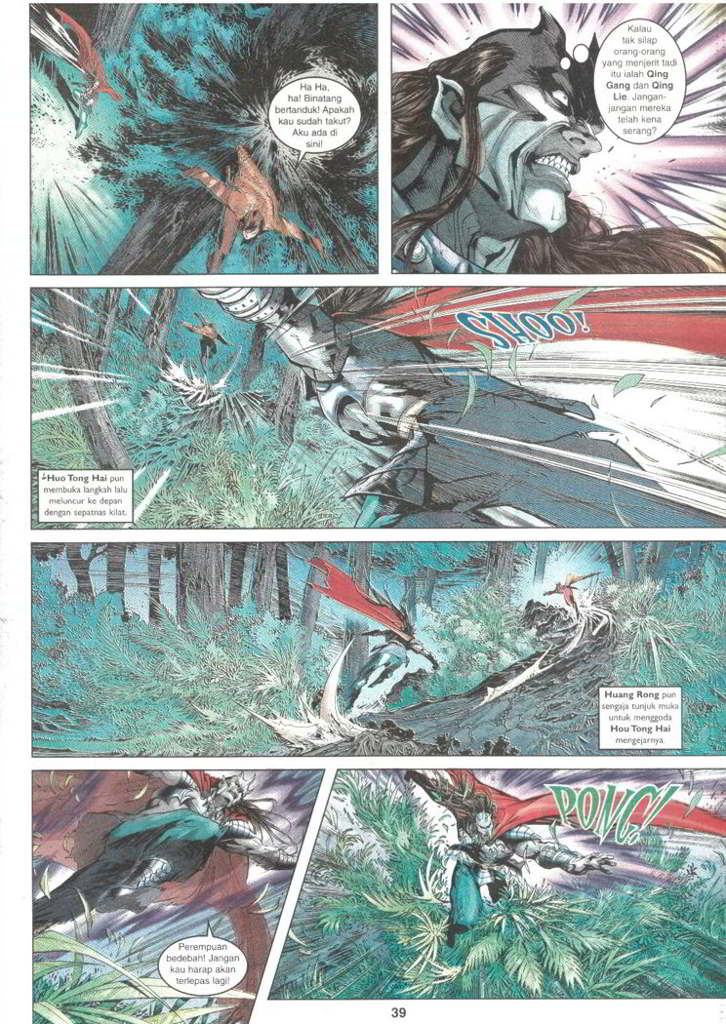 Ha Ha,
ha! Binatang
bertanduk! Apakah
kau sudah takut?
Aku ada di
sini!
Kalau
tak silap
orang-orang
yang menjerit tadi
itu ialah Qing
Gang dan Qing
Lie. Jangan-
jangan mereka
telah kena
serang?
SHOO!
Huo Tong Hai pun
membuka langkah lalu
meluncur ke depan
dengan sepatnas kilat.
Huang Rong pun
sengaja tunjuk muka
untuk menggoda
Hou Tong Hai
mengejarnya.
Perempuan
bedebah! Jangan
kau harap akan
terlepas lagi!
PONG!
39